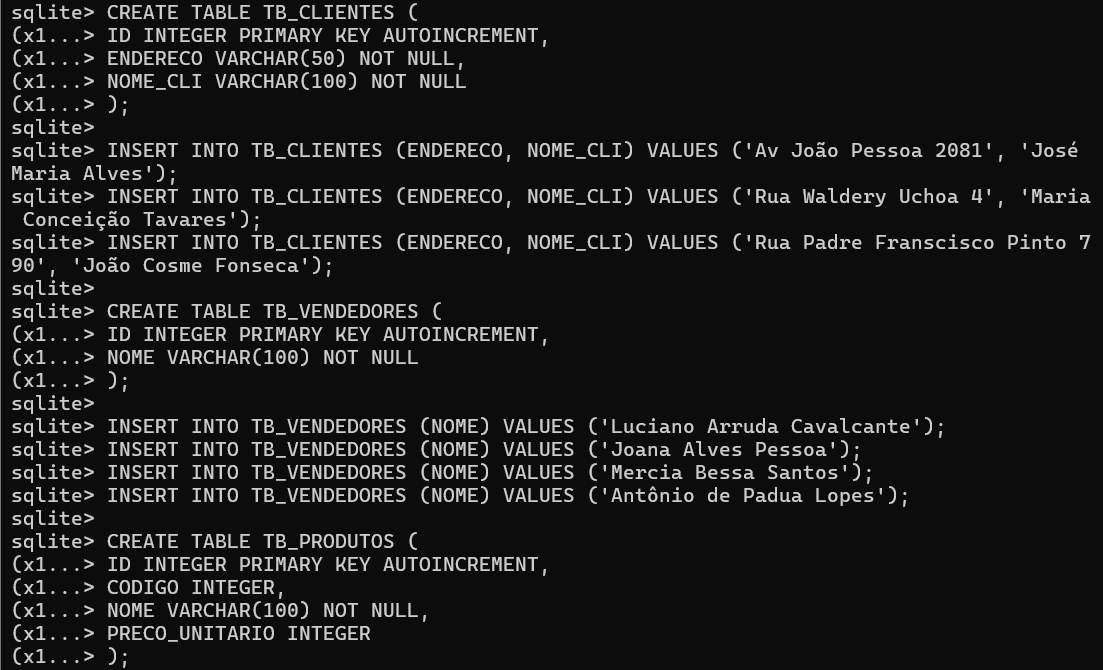 sqlite> CREATE TABLE TB_CLIENTES (
(x1...> ID INTEGER PRIMARY KEY AUTOINCREMENT,
(x1...> ENDERECO VARCHAR(50) NOT NULL,
(x1...> NOME_CLI VARCHAR(100) NOT NULL
(x1...> );
sqlite>
sqlite> INSERT INTO TB_CLIENTES (ENDERECO, NOME_CLI) VALUES ('Av João Pessoa 2081', 'José
Maria Alves');
sqlite> INSERT INTO TB_CLIENTES (ENDERECO, NOME_CLI) VALUES ('Rua Waldery Uchoa 4', 'Maria
 Conceição Tavares');
sqlite> INSERT INTO TB_CLIENTES (ENDERECO, NOME_CLI) VALUES ('Rua Padre Franscisco Pinto 7
90', 'João Cosme Fonseca');
sqlite>
sqlite> CREATE TABLE TB_VENDEDORES (
(x1...> ID INTEGER PRIMARY KEY AUTOINCREMENT,
(x1...> NOME VARCHAR(100) NOT NULL
(x1...> );
sqlite>
sqlite> INSERT INTO TB_VENDEDORES (NOME) VALUES ('Luciano Arruda Cavalcante');
sqlite> INSERT INTO TB_VENDEDORES (NOME) VALUES ('Joana Alves Pessoa');
sqlite> INSERT INTO TB_VENDEDORES (NOME) VALUES ('Mercia Bessa Santos');
sqlite> INSERT INTO TB_VENDEDORES (NOME) VALUES ('Antônio de Padua Lopes');
sqlite>
sqlite> CREATE TABLE TB_PRODUTOS (
(x1...> ID INTEGER PRIMARY KEY AUTOINCREMENT,
(x1...> CODIGO INTEGER,
(x1...> NOME VARCHAR(100) NOT NULL,
(x1...> PRECO_UNITARIO INTEGER
(x1...> );